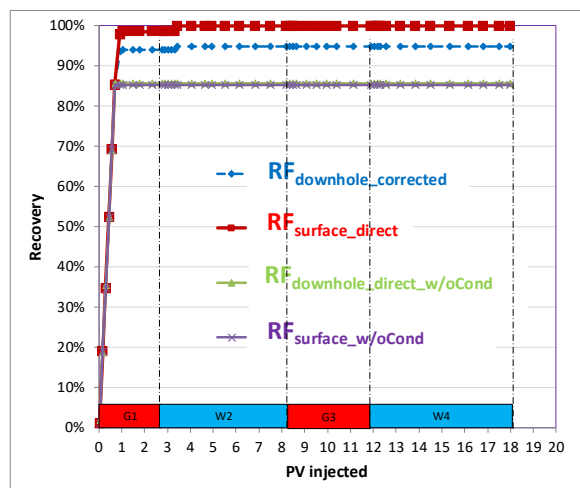 100%
90%
80%
70%
60%
50%
40%
30%
20%
10%
0%
Recovery
RFdownhole_corrected
RFsurface_direct
RFdownhole_direct_w/oCond
RFsurface_w/oCond
G1 W2 G3 W4
0 1 2 3 4 5 6 7 8 9 10 11 12 13 14 15 16 17 18 19 20
PV injected